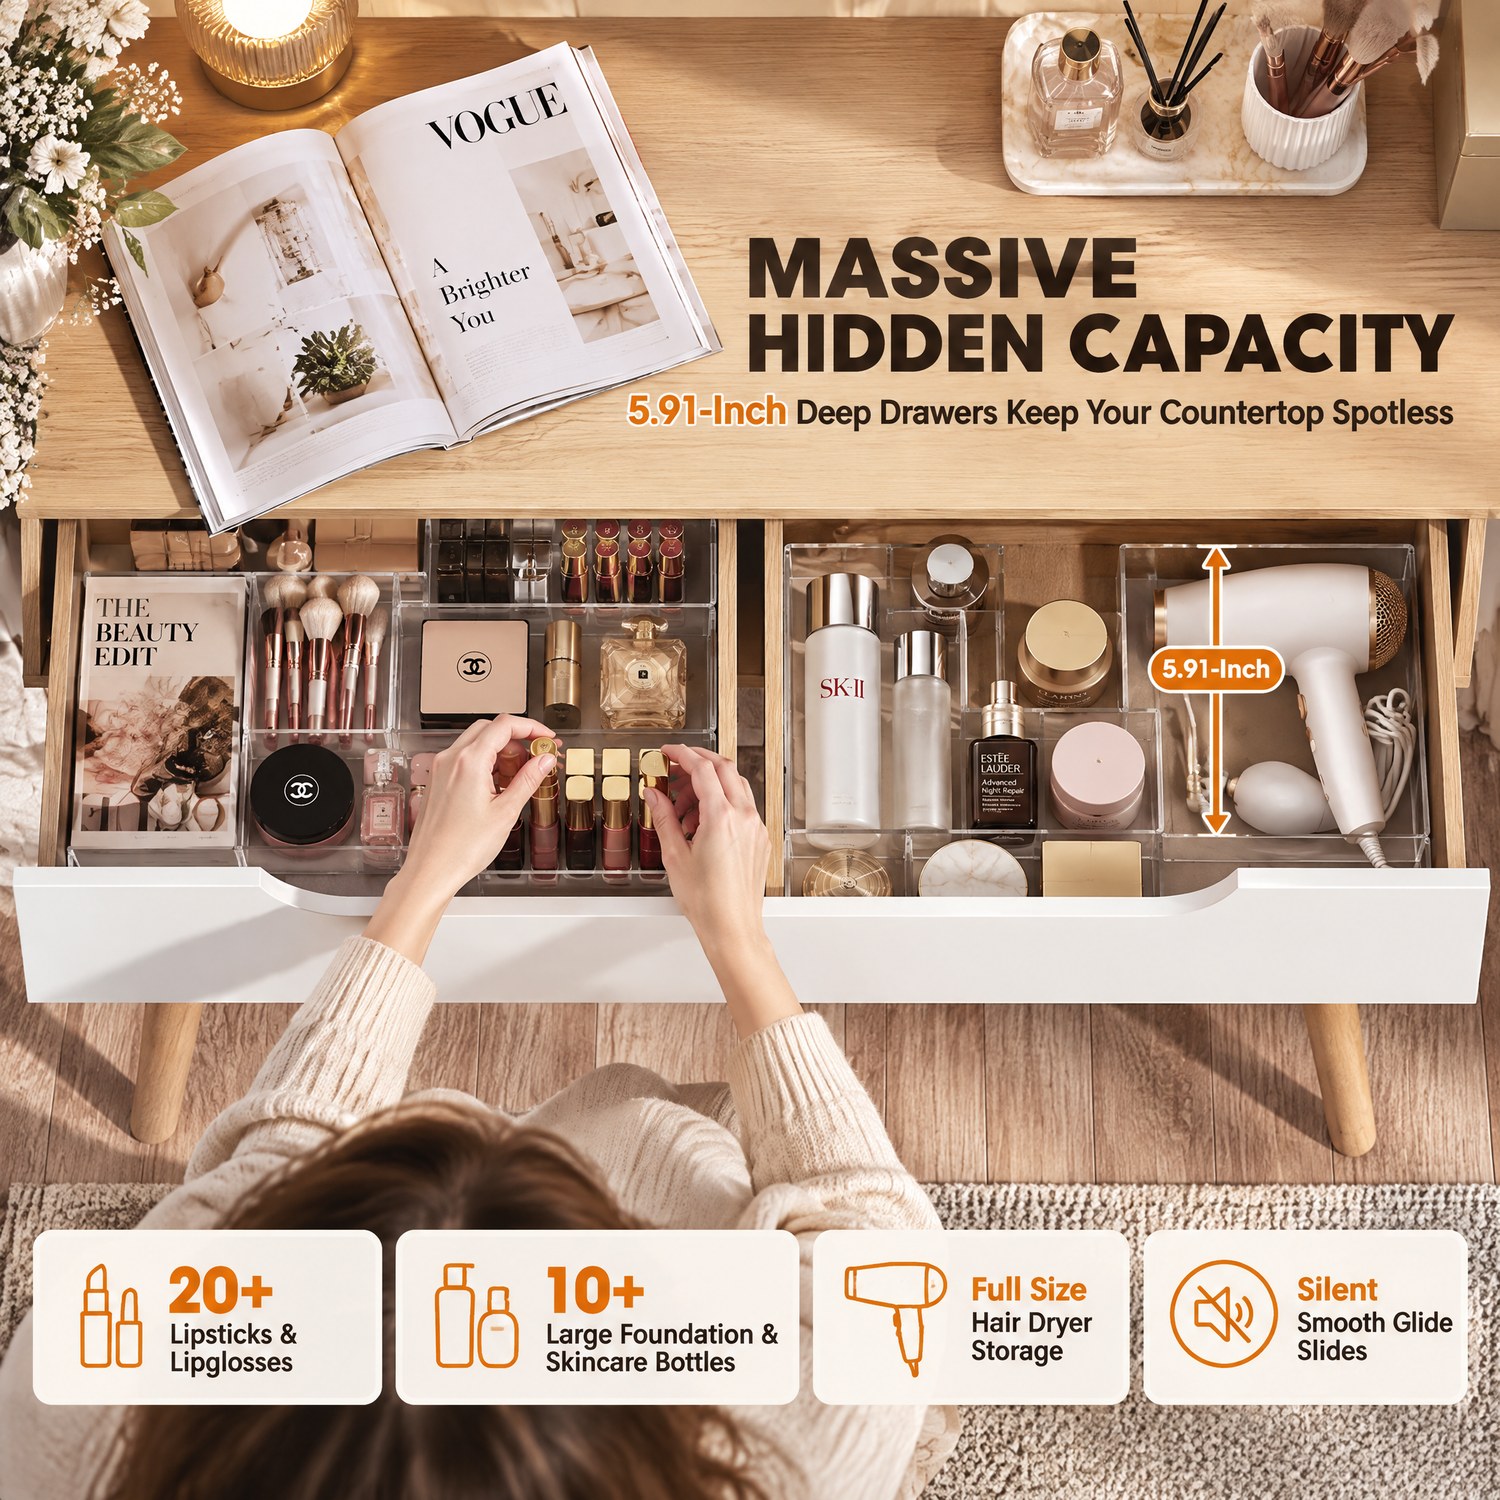 VOGUE
A
Brighter
You
MASSIVE
HIDDEN CAPACITY
5.91-Inch Deep Drawers Keep Your Countertop Spotless
THE
BEAUTY
EDIT
SK-II
ESTĒE
LAUDER
Advanced
Night Repair
5.91-Inch
20+
Lipsticks &
Lipglosses
10+
Large Foundation &
Skincare Bottles
Full Size
Hair Dryer
Storage
Silent
Smooth Glide
Slides